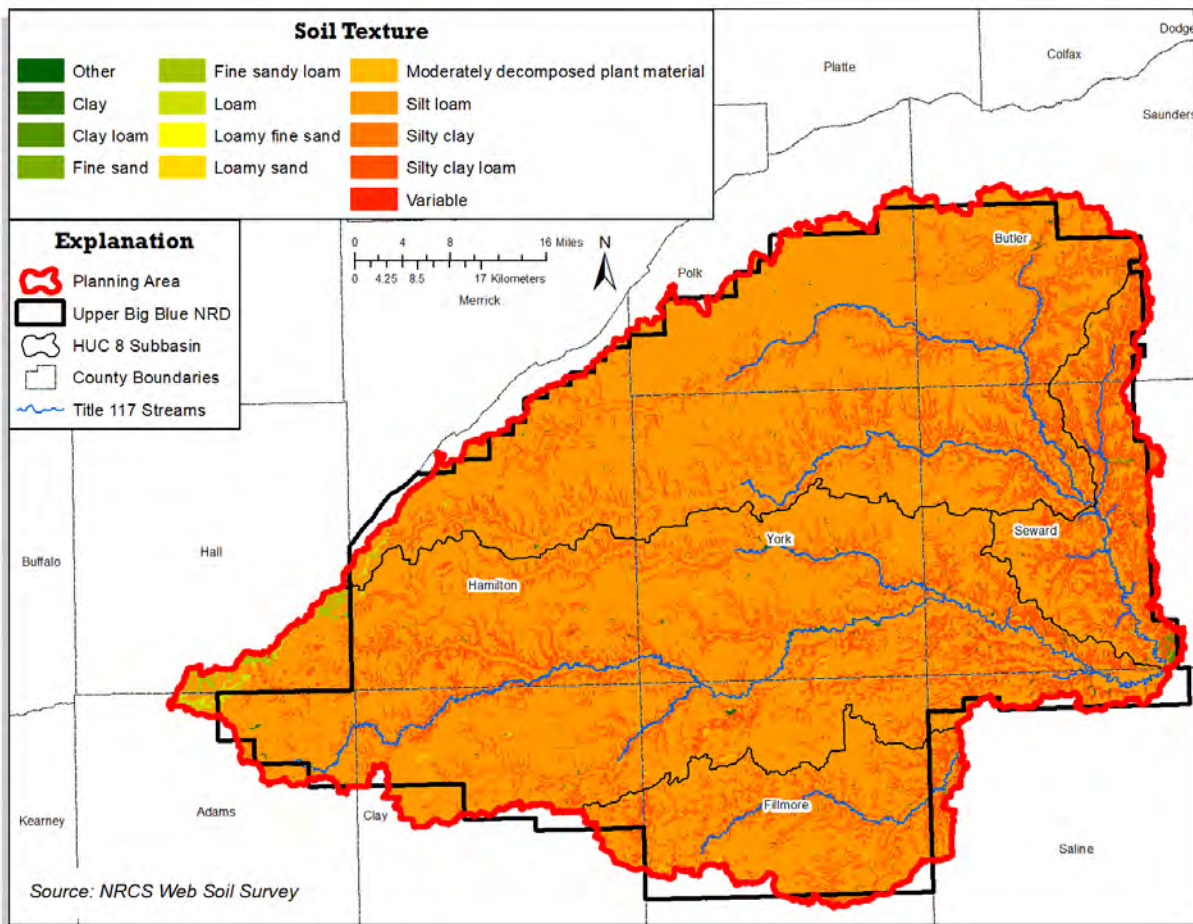 Soil Texture
Other
Clay
Clay loam
Fine sand
Fine sandy loam
Loam
Loamy fine sand
Loamy sand
Moderately decomposed plant material
Silt loam
Silty clay
Silty clay loam
Variable
Explanation
Planning Area
Upper Big Blue NRD
HUC 8 Subbasin
County Boundaries
Title 117 Streams
0 4 8 16 Miles
0 4.25 8.5 17 Kilometers
N
Dodge
Colfax
Platte
Saunders
Butler
Polk
Merrick
Hall
Buffalo
Hamilton
York
Seward
Kearney
Adams
Clay
Fillmore
Saline
Source: NRCS Web Soil Survey